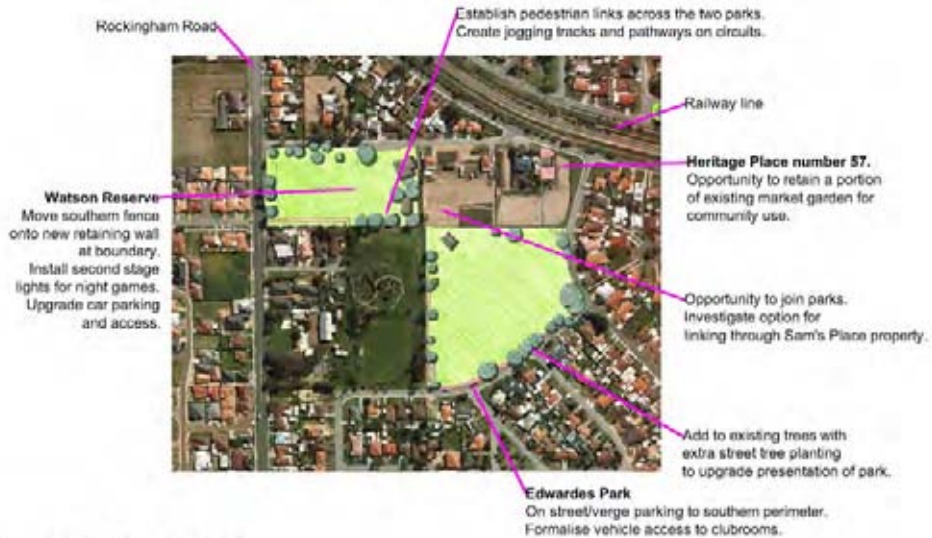 Establish pedestrian links across the two parks.
Create jogging tracks and pathways on circuits.
Rockingham Road
Railway line
Heritage Place number 57.
Opportunity to retain a portion
of existing market garden for
community use.
Watson Reserve
Move southern fence
onto new retaining wall
at boundary.
Install second stage
lights for night games.
Upgrade car parking
and access.
Opportunity to join parks.
Investigate option for
linking through Sam's Place property.
Add to existing trees with
extra street tree planting
to upgrade presentation of park.
Edwardes Park
On street/verge parking to southern perimeter.
Formalise vehicle access to clubrooms.